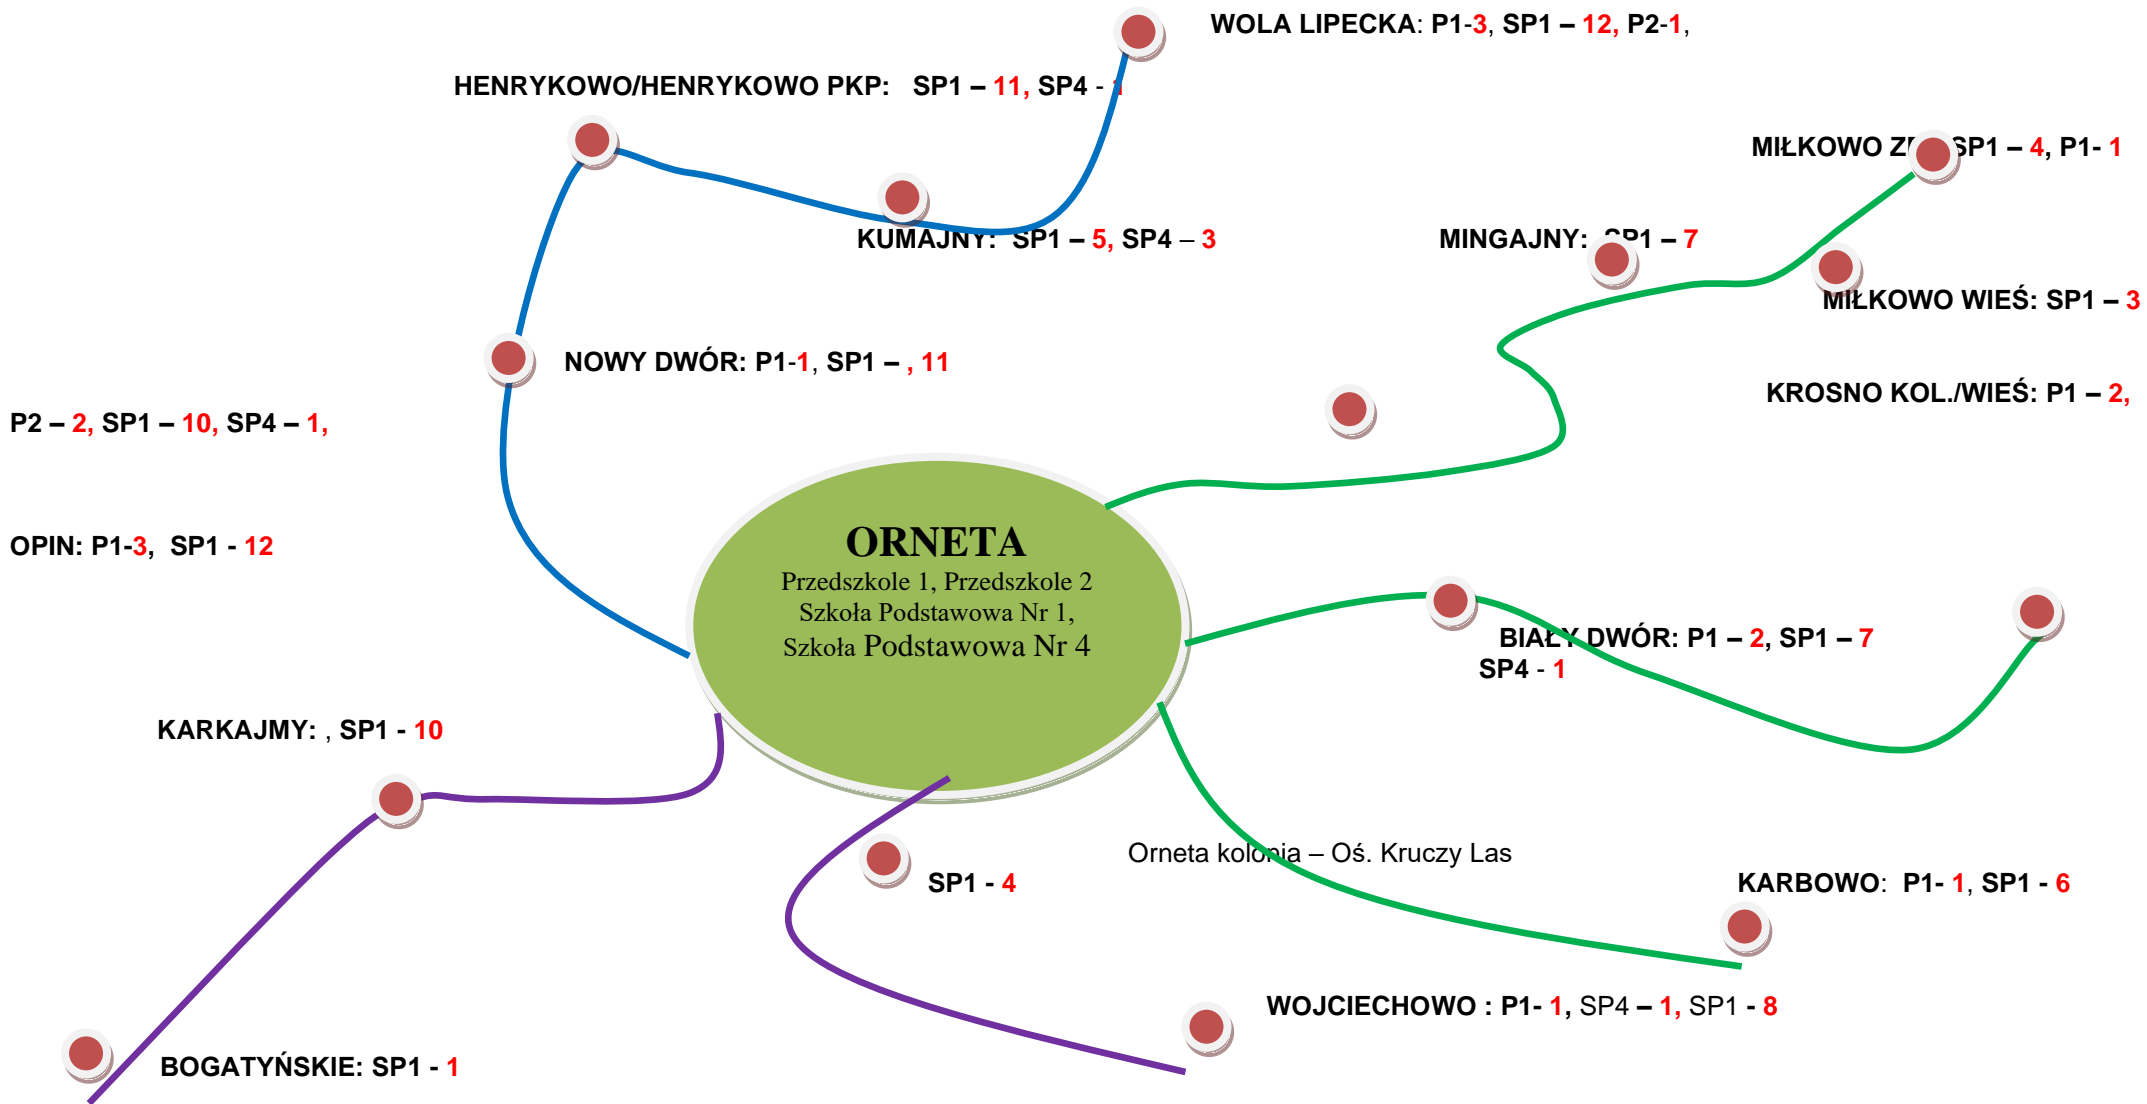 WOLA LIPECKA: P1-3, SP1 – 12, P2-1,
HENRYKOWO/HENRYKOWO PKP: SP1 – 11, SP4 - 1
MIŁKOWO SP1 – 4, P1- 1
KUMAJNY: SP1 – 5, SP4 – 3
MINGAJNY: SP1 – 7
MIŁKOWO WIEŚ: SP1 – 3
NOWY DWÓR: P1-1, SP1 – , 11
KROSNO KOL./WIEŚ: P1 – 2,
P2 – 2, SP1 – 10, SP4 – 1,
OPIN: P1-3, SP1 - 12
ORNETA
Przedszkole 1, Przedszkole 2
Szkoła Podstawowa Nr 1,
Szkoła Podstawowa Nr 4
BIAŁY DWÓR: P1 – 2, SP1 – 7
SP4 - 1
KARKAJMY: , SP1 - 10
Orneta kolonia – Oś. Kruczy Las
SP1 - 4
KARBOWO: P1- 1, SP1 - 6
WOJCIECHOWO : P1- 1, SP4 – 1, SP1 - 8
BOGATYŃSKIE: SP1 - 1